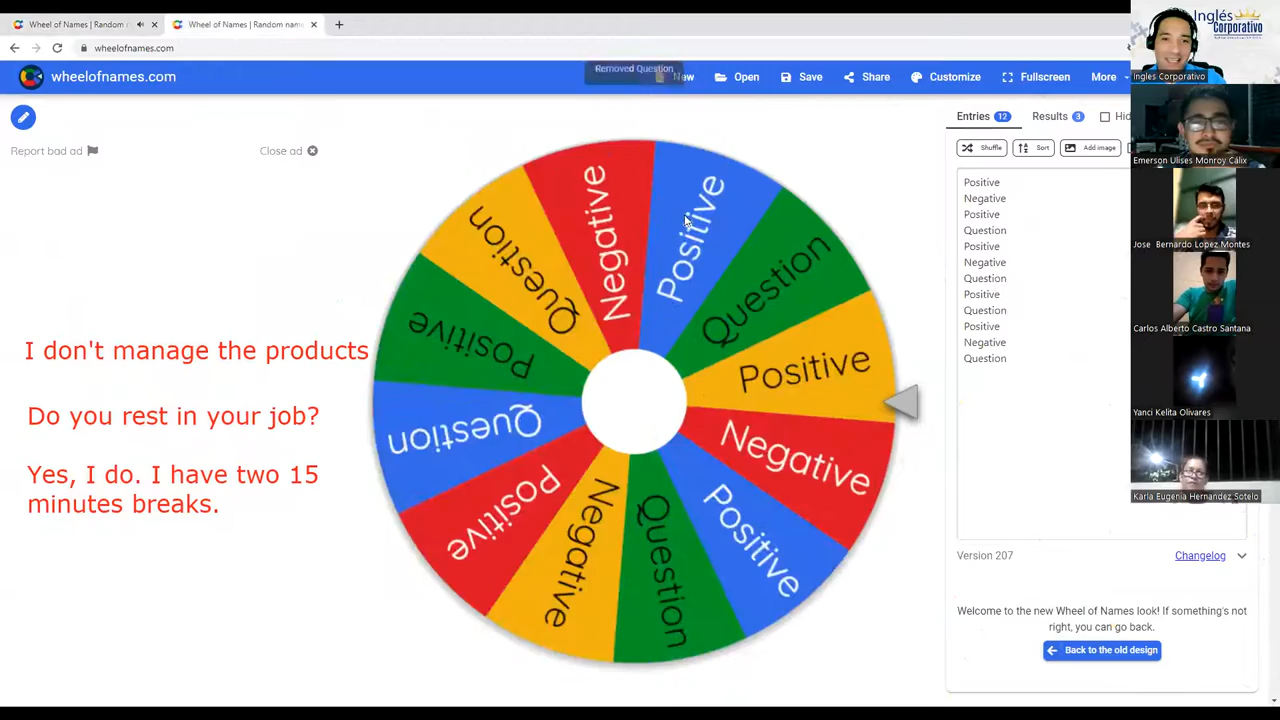 Wheel of Names | Random n
Wheel of Names | Random name
wheelofnames.com
wheelofnames.com
Removed Question
New
Open
Save
Share
Customize
Fullscreen
More
Report bad ad
Close ad
Entries 12
Results 3
Hid
Shuffle
Sort
Add image
Positive
Negative
Positive
Question
Positive
Negative
Question
Positive
Question
Positive
Negative
Question
Version 207
Changelog
Welcome to the new Wheel of Names look! If something's not
right, you can go back.
Back to the old design
I don't manage the products
Do you rest in your job?
Yes, I do. I have two 15
minutes breaks.
Positive
Question
Positive
Negative
Positive
Question
Negative
Positive
Question
Positive
Question
Negative
Inglés
Corporativo
Ingles Corporativo
Emerson Ulises Monroy Cálix
Jose Bernardo Lopez Montes
Carlos Alberto Castro Santana
Yanci Kelita Olivares
Karla Eugenia Hernandez Sotelo